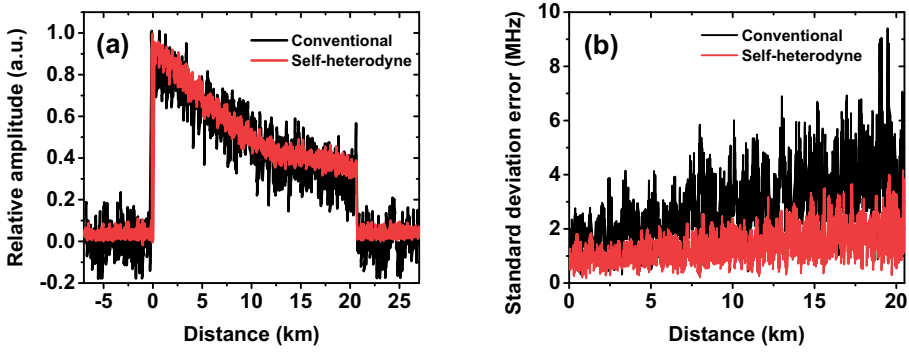 (a)
Conventional
Self-heterodyne
Relative amplitude (a.u.)
1.0
0.8
0.6
0.4
0.2
0.0
-0.2
-5 0 5 10 15 20 25
Distance (km)
(b)
Conventional
Self-heterodyne
Standard deviation error (MHz)
10
8
6
4
2
0
0 5 10 15 20
Distance (km)